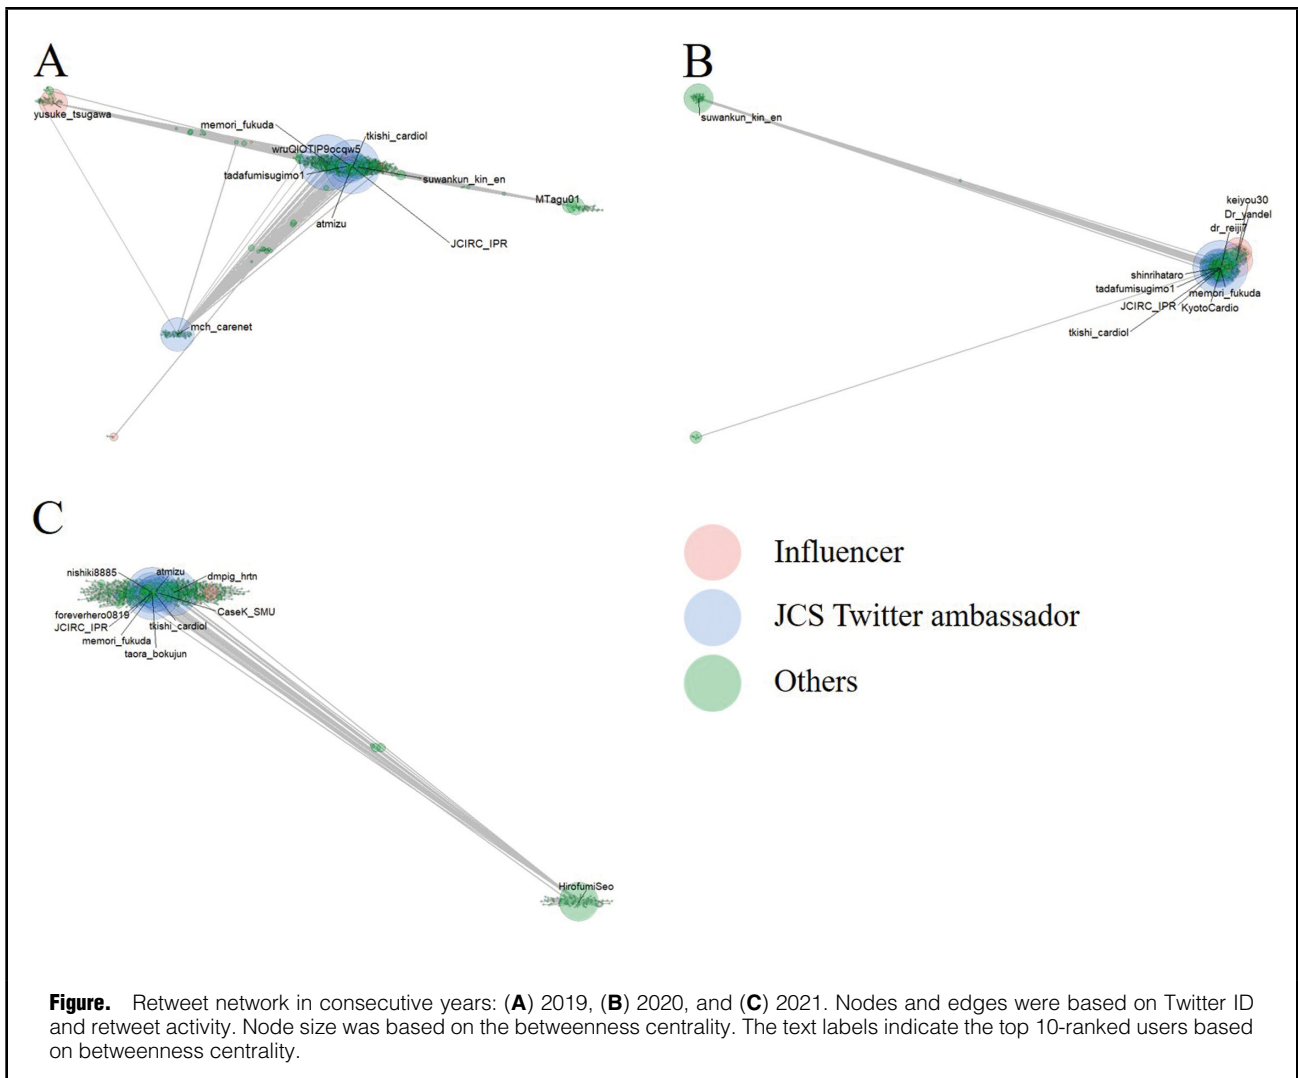 A
yusuke_tsugawa
memori_fukuda
tkishi_cardiol
wruQIOTIP9ocqw5
tadafumisugimo1
suwankun_kin_en
MTagu01
atmizu
JCIRC_IPR
mch_carenet
B
suwankun_kin_en
keiyou30
Dr_yandel
dr_reiji7
shinrihataro
tadafumisugimo1
memori_fukuda
JCIRC_IPR
KyotoCardio
tkishi_cardiol
C
nishiki8885
atmizu
dmpig_hrtn
CaseK_SMU
foreverhero0819
JCIRC_IPR
tkishi_cardiol
memori_fukuda
taora_bokujun
HirofumiSeo
Influencer
JCS Twitter ambassador
Others
Figure. Retweet network in consecutive years: (A) 2019, (B) 2020, and (C) 2021. Nodes and edges were based on Twitter ID
and retweet activity. Node size was based on the betweenness centrality. The text labels indicate the top 10-ranked users based
on betweenness centrality.